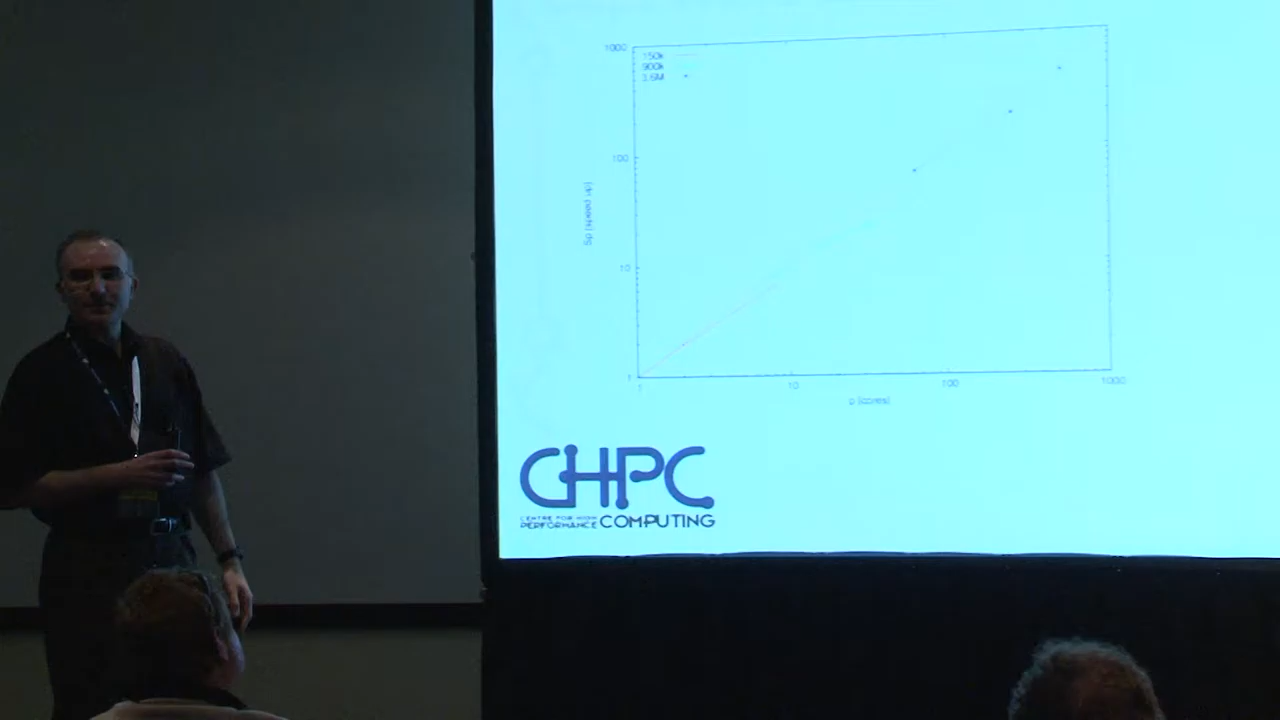 1000
150k
900k
3.6M
100
Sp (speed up)
10
1
1
10
100
1000
p (cores)
CHPC
CENTRE FOR HIGH
PERFORMANCE COMPUTING